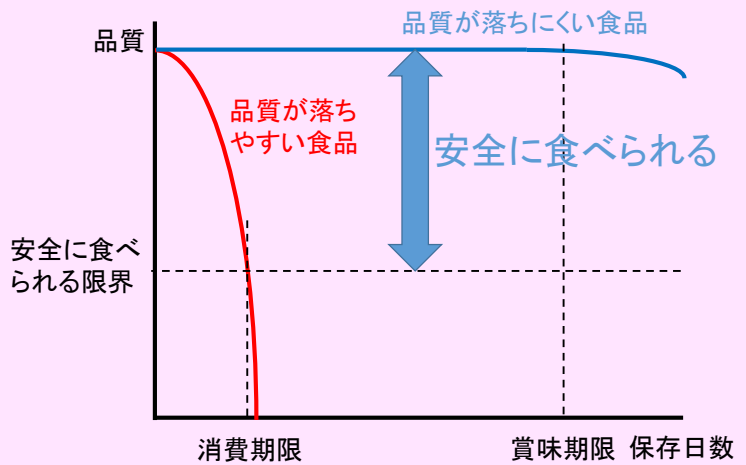 品質が落ちにくい食品
品質
品質が落ち
やすい食品
安全に食べられる
安全に食べ
られる限界
消費期限
賞味期限
保存日数